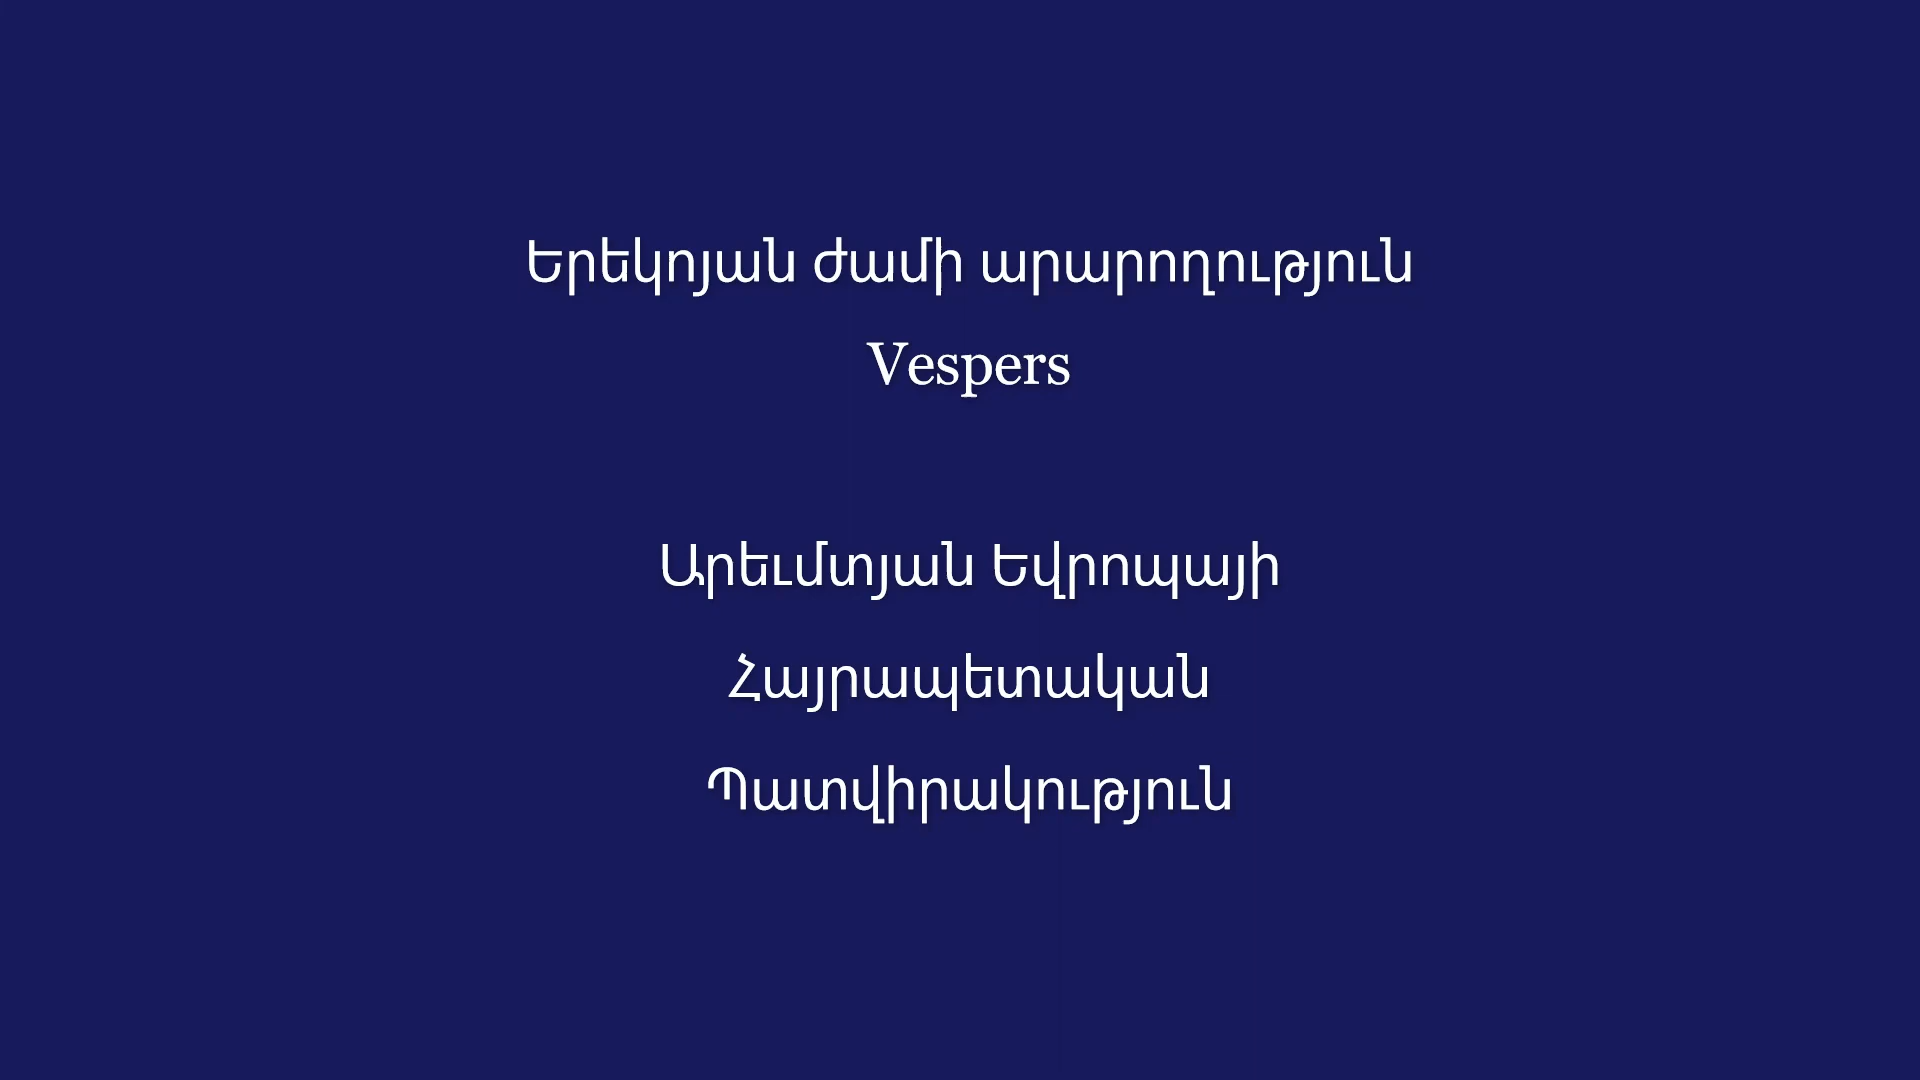 Երեկոյան ժամի արարողություն
Vespers
Արեւմտյան Եվրոպայի
Հայրապետական
Պատվիրակություն